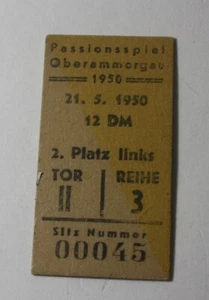 Passionsspiel
Oberammergau
1950
21. 5. 1950
12 DM
2. Platz links
TOR REIHE
II 3
Sitz Nummer
00045